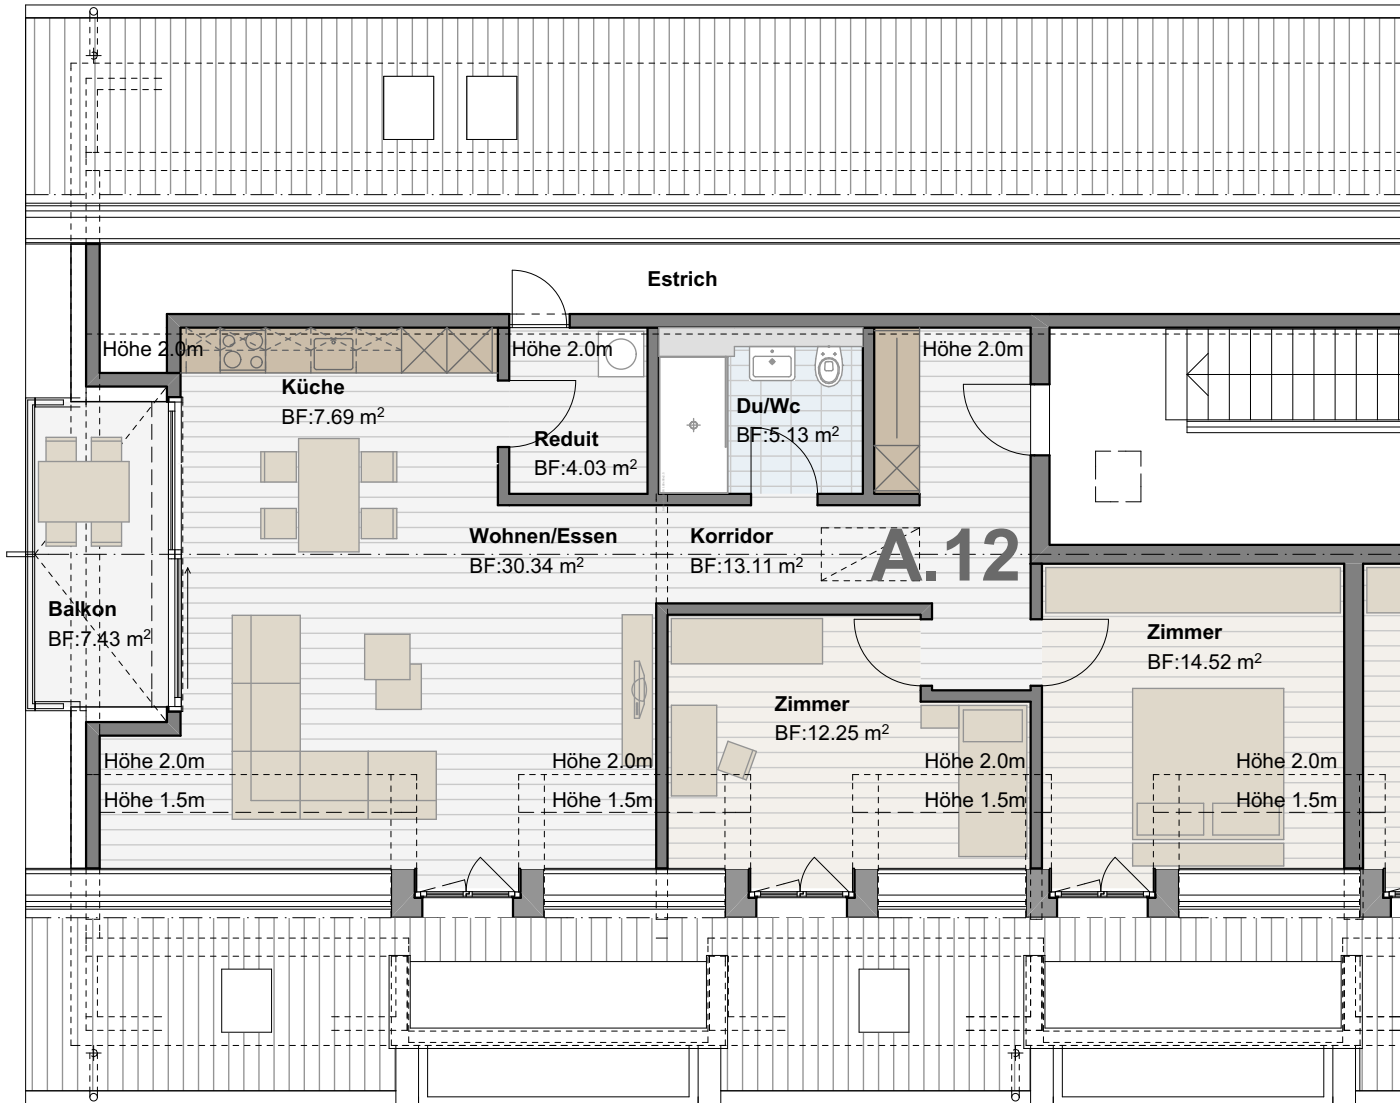 Estrich
Höhe 2.0m
Höhe 2.0m
Höhe 2.0m
Küche
BF:7.69 m²
Reduit
BF:4.03 m²
Du/Wc
BF:5.13 m²
Wohnen/Essen
BF:30.34 m²
Korridor
BF:13.11 m²
A.12
Balkon
BF:7.43 m²
Zimmer
BF:14.52 m²
Zimmer
BF:12.25 m²
Höhe 2.0m
Höhe 2.0m
Höhe 2.0m
Höhe 2.0m
Höhe 1.5m
Höhe 1.5m
Höhe 1.5m
Höhe 1.5m